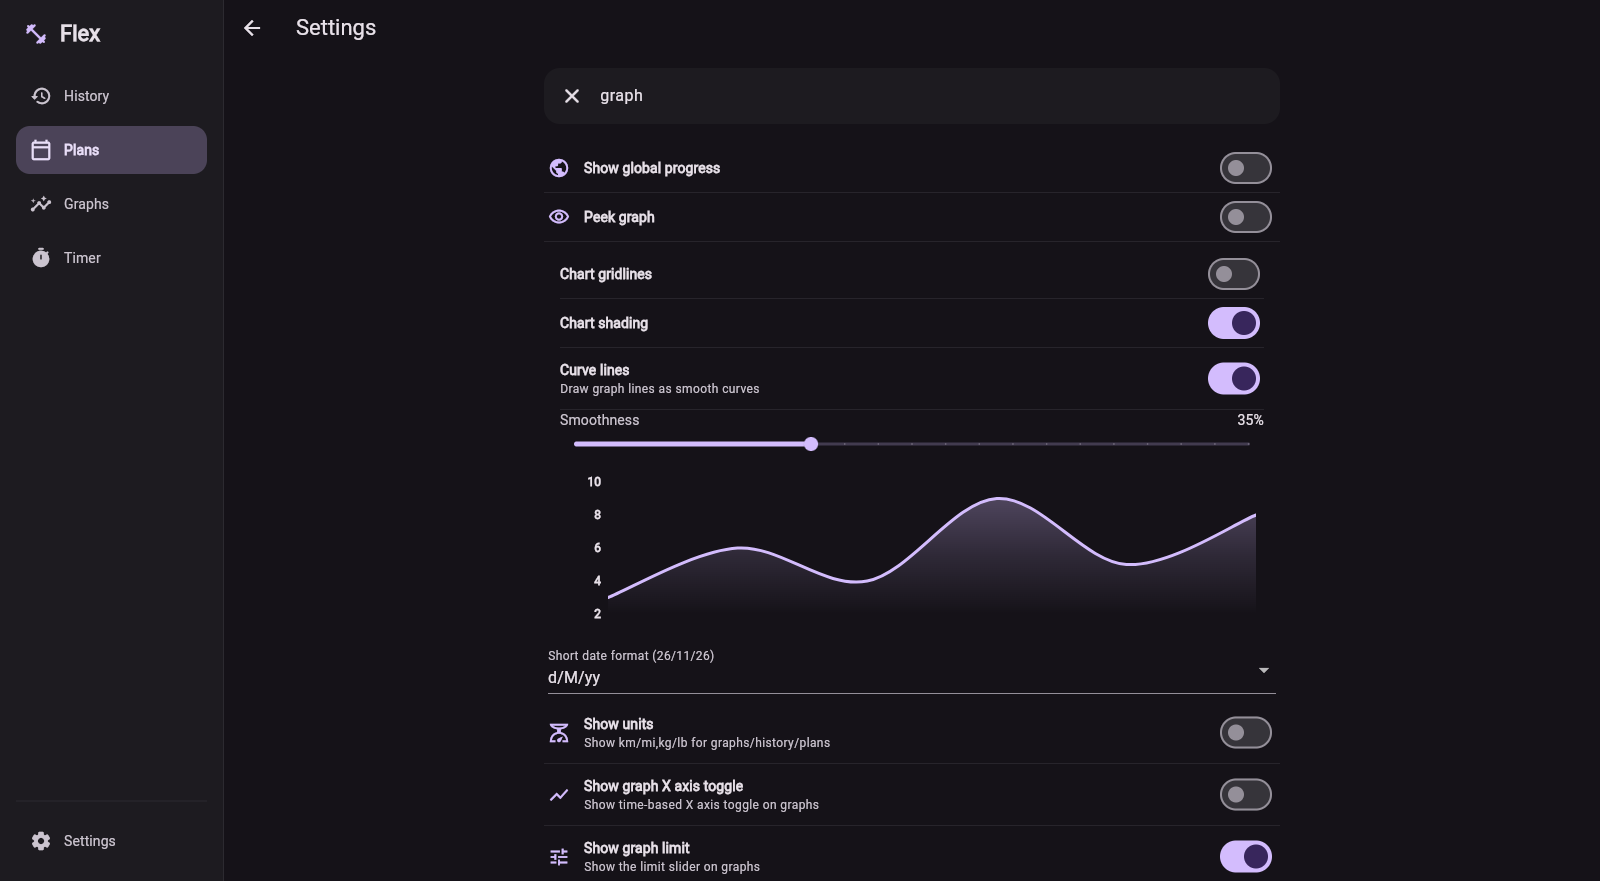 Flex
Settings
History
Plans
Graphs
Timer
Settings
graph
Show global progress
Peek graph
Chart gridlines
Chart shading
Curve lines
Draw graph lines as smooth curves
Smoothness
35%
10
8
6
4
2
Short date format (26/11/26)
d/M/yy
Show units
Show km/mi,kg/lb for graphs/history/plans
Show graph X axis toggle
Show time-based X axis toggle on graphs
Show graph limit
Show the limit slider on graphs